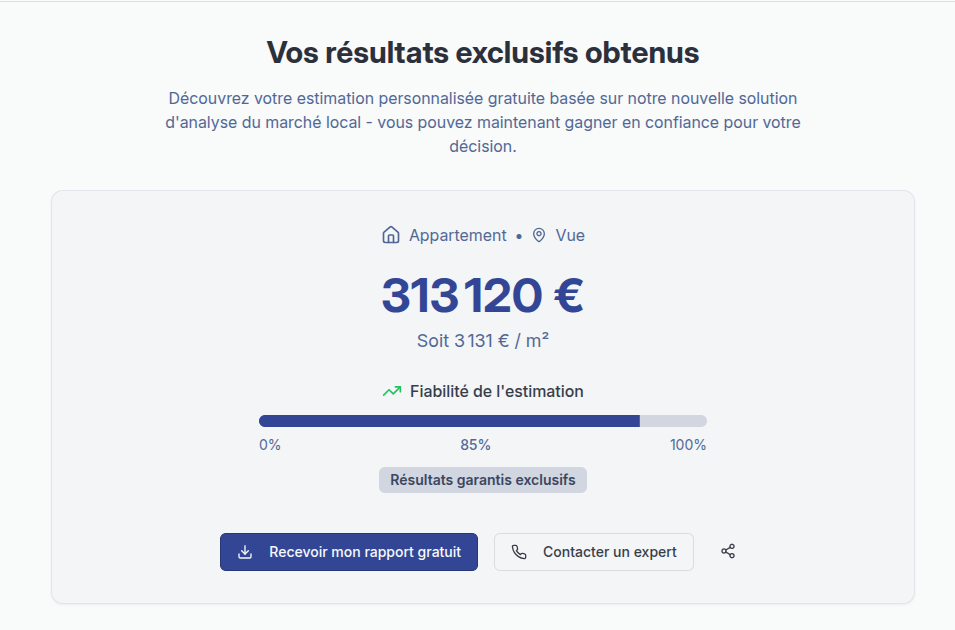 Vos résultats exclusifs obtenus
Découvrez votre estimation personnalisée gratuite basée sur notre nouvelle solution
d'analyse du marché local - vous pouvez maintenant gagner en confiance pour votre
décision.
Appartement • Vue
313 120 €
Soit 3 131 € / m²
Fiabilité de l'estimation
0% 85% 100%
Résultats garantis exclusifs
Recevoir mon rapport gratuit Contacter un expert